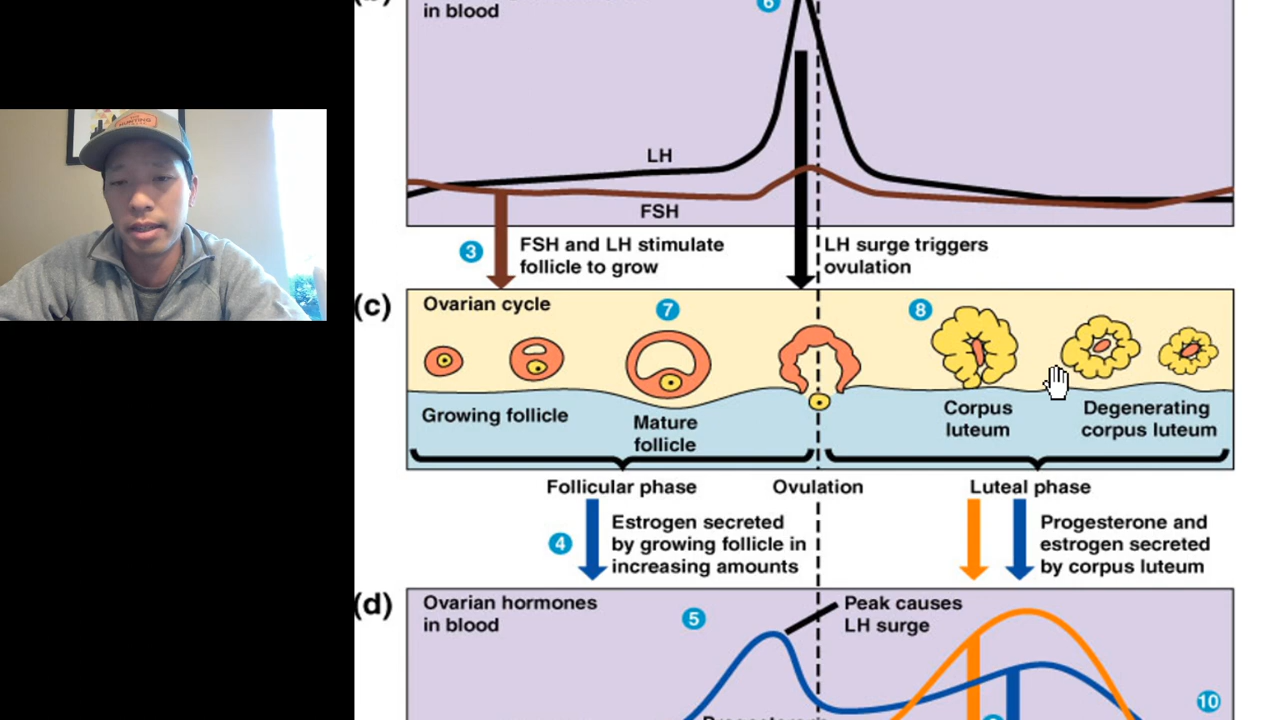 in blood
6
LH
FSH
3
FSH and LH stimulate
follicle to grow
LH surge triggers
ovulation
(c)
Ovarian cycle
7
8
Growing follicle
Mature
follicle
Corpus
luteum
Degenerating
corpus luteum
Follicular phase
Ovulation
Luteal phase
4
Estrogen secreted
by growing follicle in
increasing amounts
Progesterone and
estrogen secreted
by corpus luteum
(d)
Ovarian hormones
in blood
5
Peak causes
LH surge
10